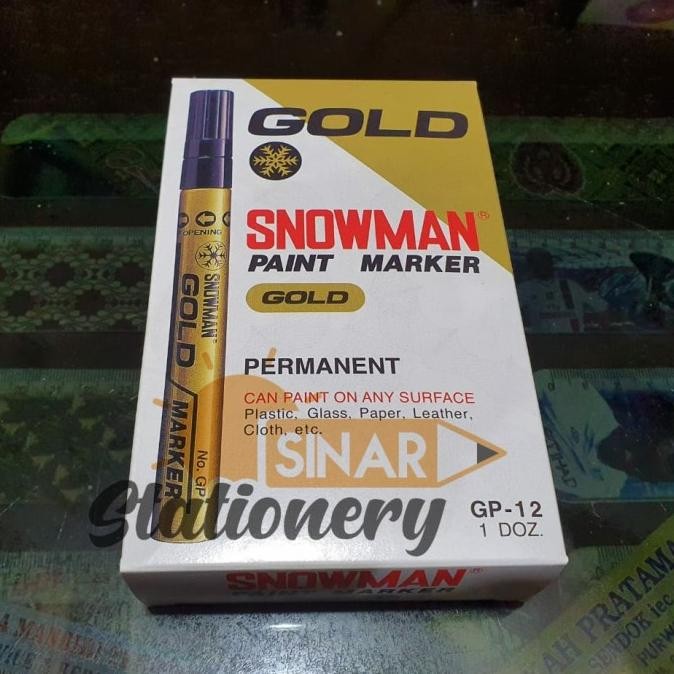 GOLD
SNOWMAN®
PAINT MARKER
GOLD
PERMANENT
CAN PAINT ON ANY SURFACE
Plastic, Glass, Paper, Leather,
Cloth, etc.
GP-12
1 DOZ.
OPENING
SNOWMAN
GOLD
MARKER
No. GP
SINAR
Stationery
SNOWMAN®
PAINT MARKER
AH PRATAMA